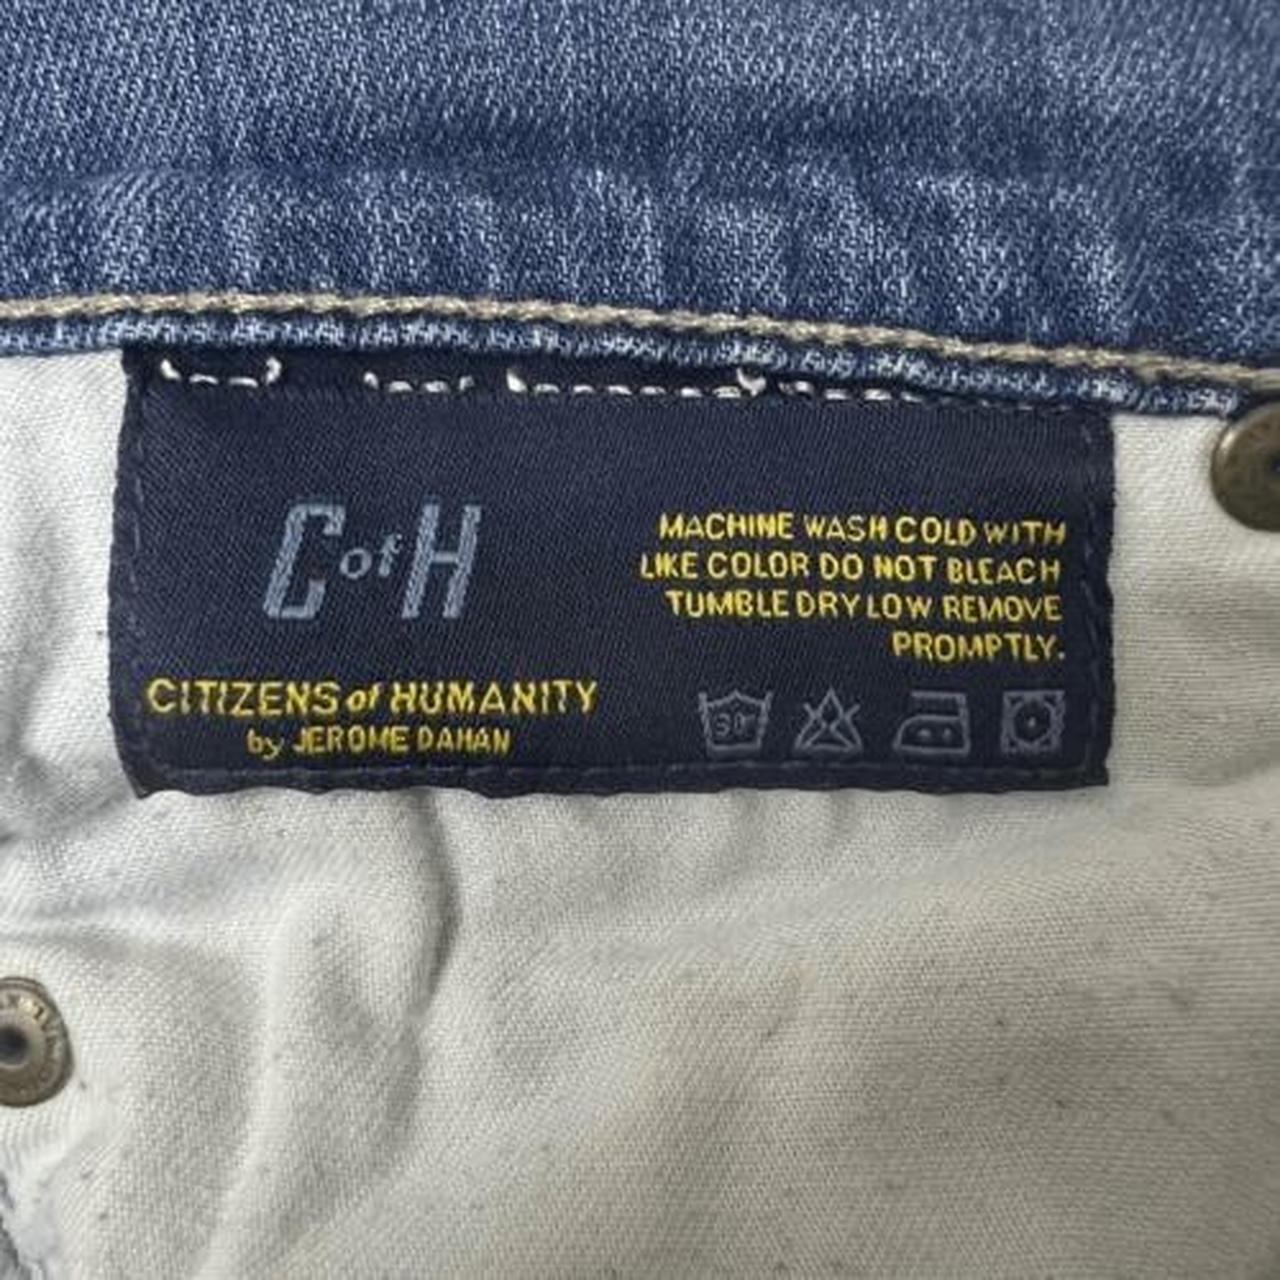 C of H
CITIZENS of HUMANITY
by JEROME DAHAN
MACHINE WASH COLD WITH
LIKE COLOR DO NOT BLEACH
TUMBLE DRY LOW REMOVE
PROMPTLY.
30°